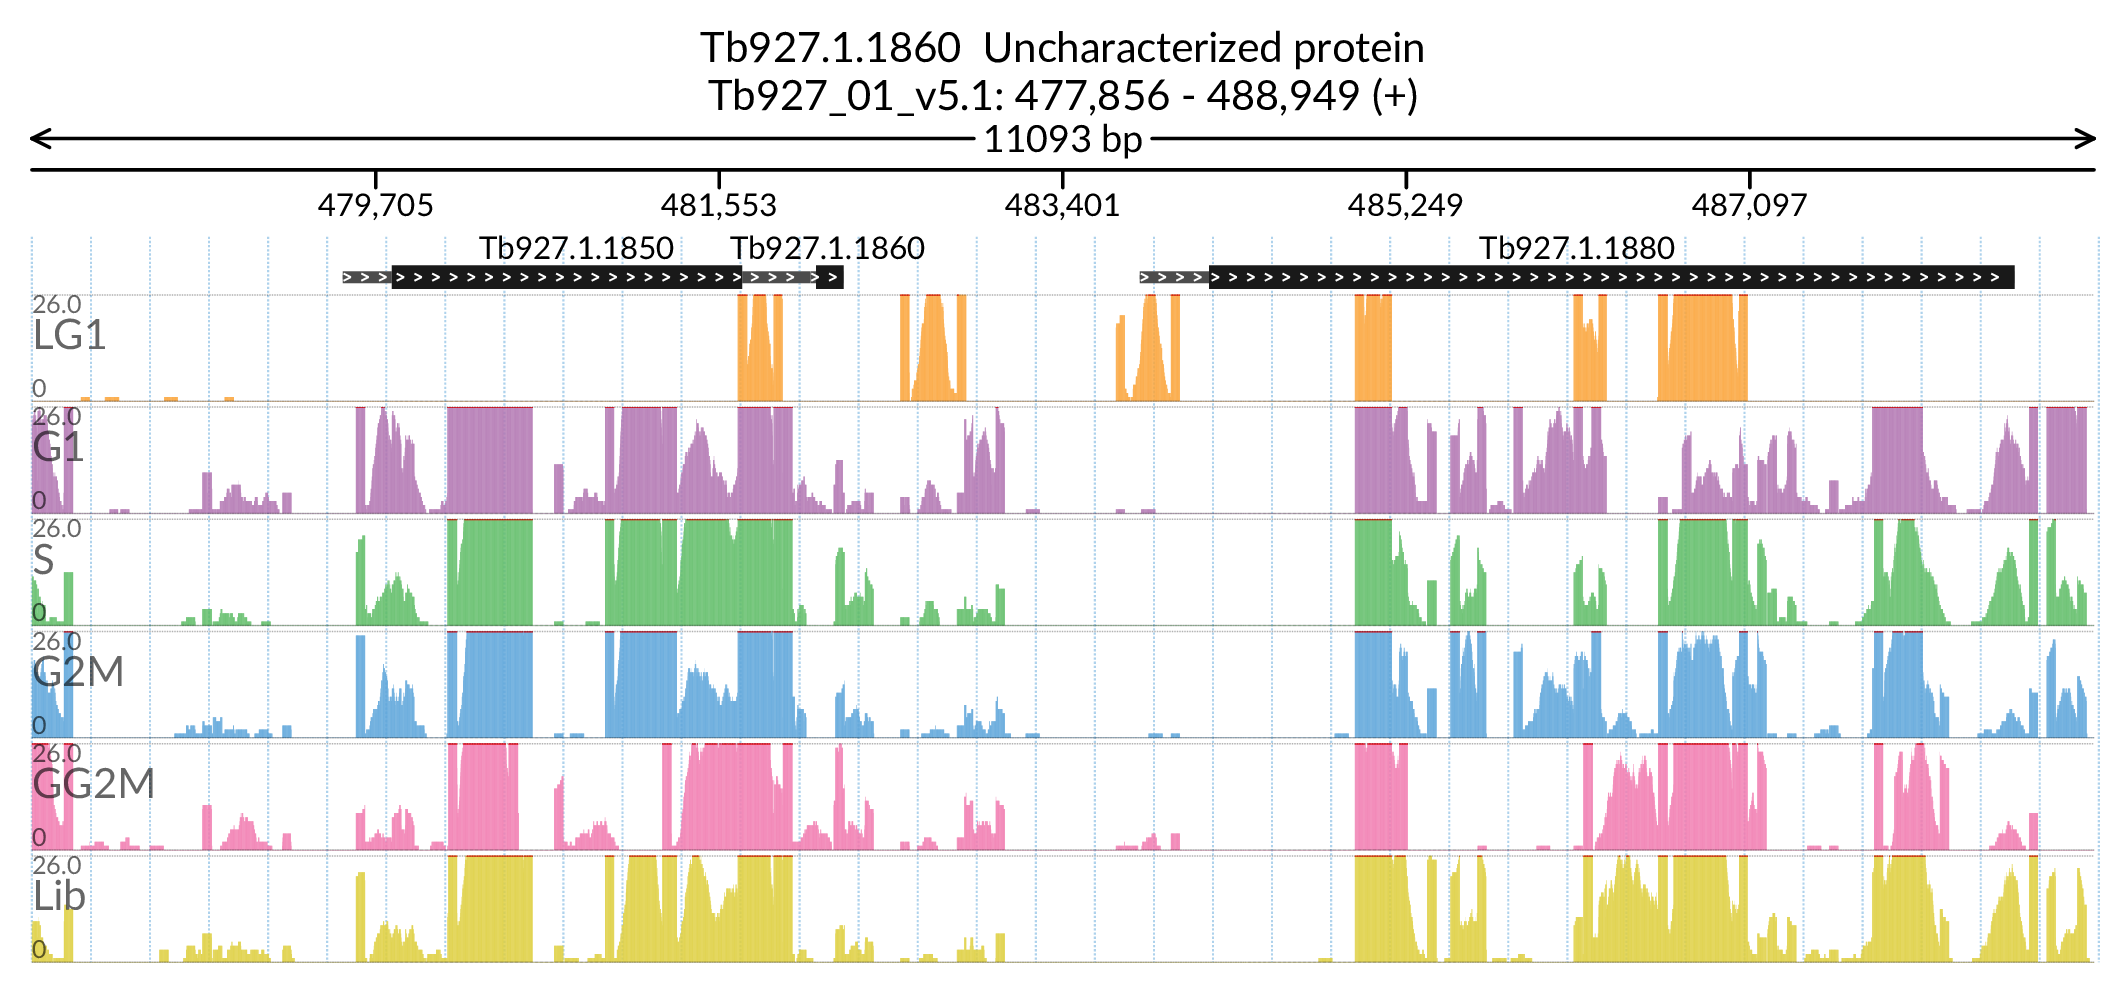 Tb927.1.1860  Uncharacterized protein
Tb927_01_v5.1: 477,856 - 488,949 (+)
11093 bp
479,705 481,553 483,401 485,249 487,097
Tb927.1.1850 Tb927.1.1860 Tb927.1.1880
26.0
LG1
0
26.0
G1
0
26.0
S
0
26.0
G2M
0
26.0
GG2M
0
26.0
Lib
0